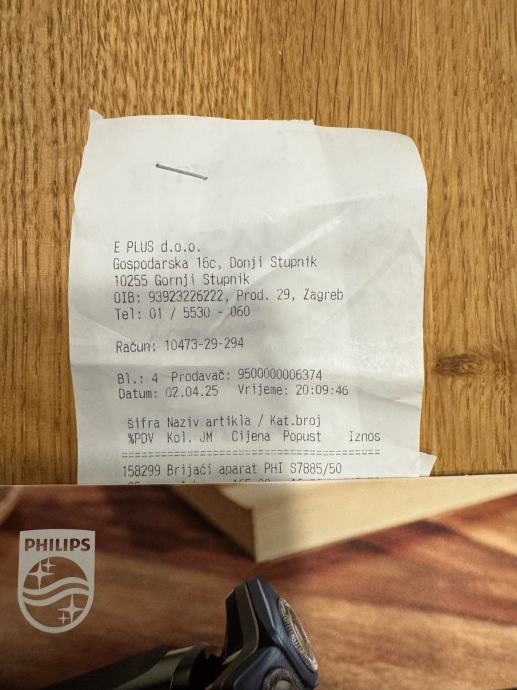 E PLUS d.o.o.
Gospodarska 16c, Donji Stupnik
10255 Gornji Stupnik
OIB: 93923226222, Prod. 29, Zagreb
Tel: 01 / 5530 - 060
Račun: 10473-29-294
Bl.: 4 Prodavač: 9500000006374
Datum: 02.04.25 Vrijeme: 20:09:46
šifra Naziv artikla / Kat.broj
%PDV Kol. JM Cijena Popust Iznos
158299 Brijaći aparat PHI S7885/50
PHILIPS